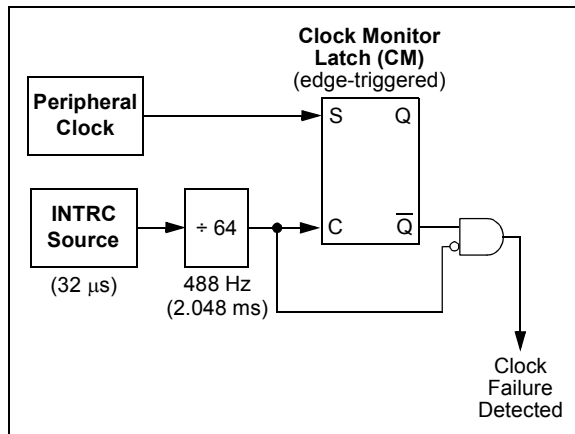 Clock Monitor
Latch (CM)
(edge-triggered)
Peripheral
Clock
S
Q
INTRC
Source
÷ 64
C
Q̅
(32 μs)
488 Hz
(2.048 ms)
Clock
Failure
Detected